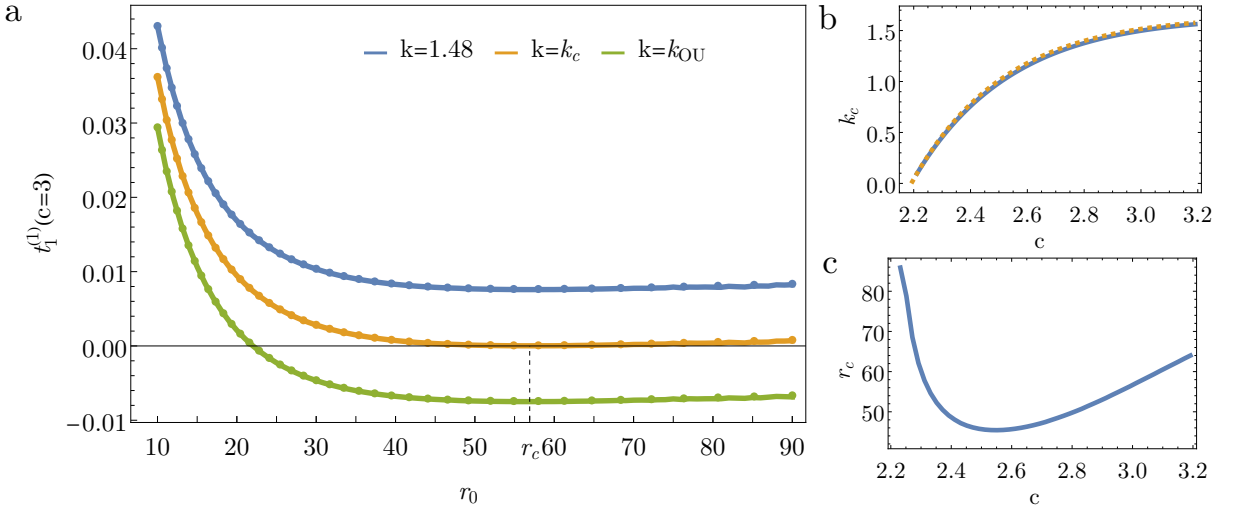 a
k=1.48 k=k_c k=k_OU
t_1^(1)(c=3)
0.04
0.03
0.02
0.01
0.00
−0.01
10 20 30 40 50 r_c 60 70 80 90
r_0
b
k_c
1.5
1.0
0.5
0.0
2.2 2.4 2.6 2.8 3.0 3.2
c
c
r_c
80
70
60
50
2.2 2.4 2.6 2.8 3.0 3.2
c